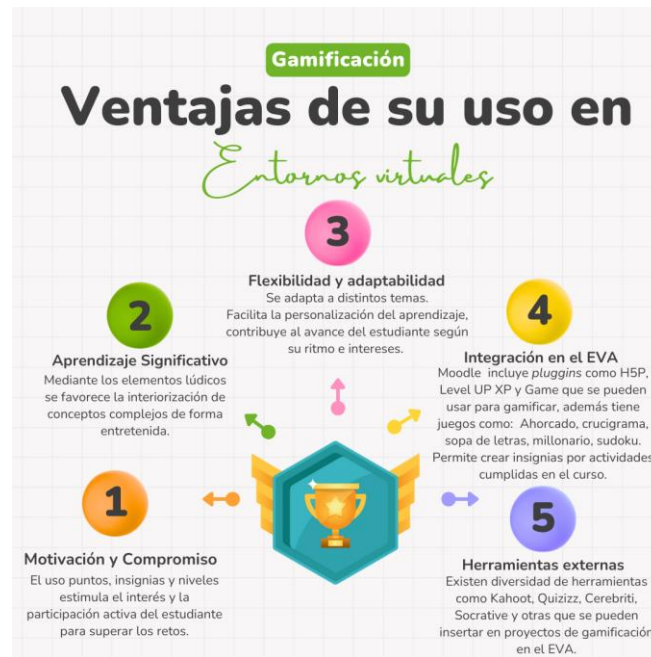 Gamificación
Ventajas de su uso en
Entornos virtuales
1
Motivación y Compromiso
El uso puntos, insignias y niveles
estimula el interés y la
participación activa del estudiante
para superar los retos.
2
Aprendizaje Significativo
Mediante los elementos lúdicos
se favorece la interiorización de
conceptos complejos de forma
entretenida.
3
Flexibilidad y adaptabilidad
Se adapta a distintos temas.
Facilita la personalización del aprendizaje,
contribuye al avance del estudiante según
su ritmo e intereses.
4
Integración en el EVA
Moodle incluye pluggins como H5P,
Level UP XP y Game que se pueden
usar para gamificar, además tiene
juegos como: Ahorcado, crucigrama,
sopa de letras, millonario, sudoku.
Permite crear insignias por actividades
cumplidas en el curso.
5
Herramientas externas
Existen diversidad de herramientas
como Kahoot, Quizizz, Cerebriti,
Socrative y otras que se pueden
insertar en proyectos de gamificación
en el EVA.